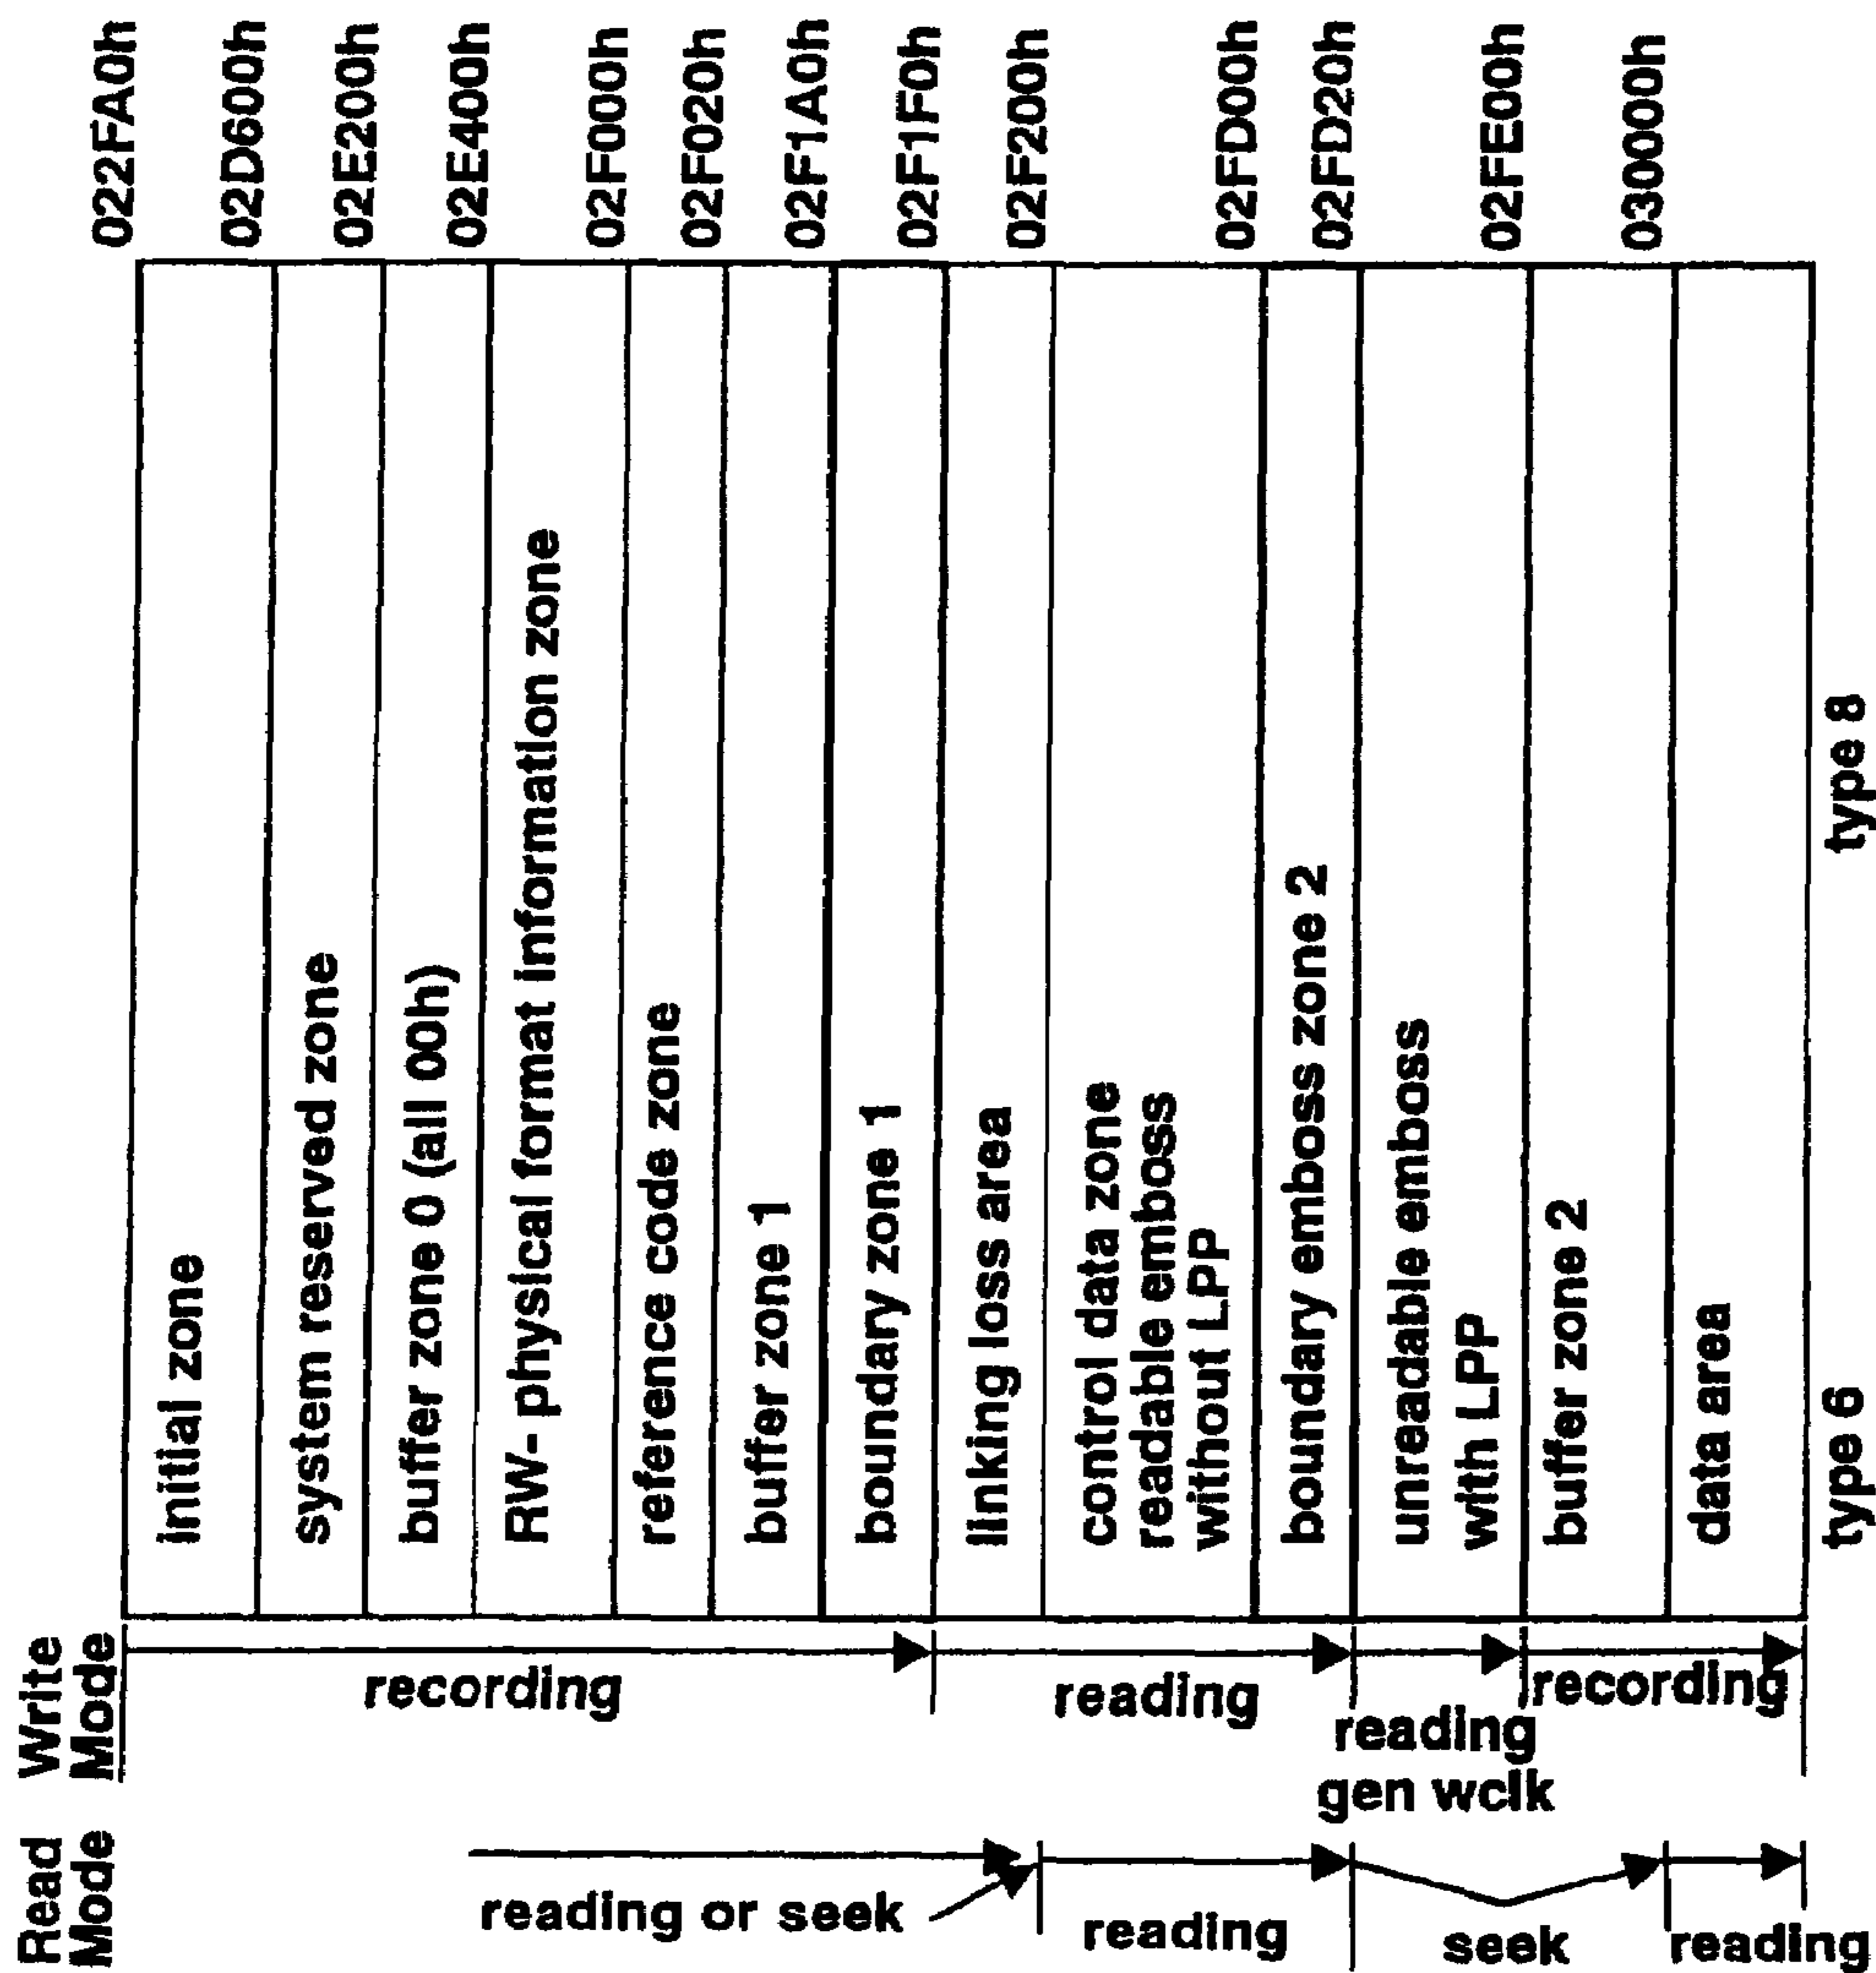 022FA0h
02D600h
02E200h
02E400h
02F000h
02F020h
02F1A0h
02F1F0h
02F200h
02FD00h
02FD20h
02FE00h
030000h
initial zone
system reserved zone
buffer zone 0 (all 00h)
RW- physical format information zone
reference code zone
buffer zone 1
boundary zone 1
linking loss area
control data zone
readable emboss
without LPP
boundary emboss zone 2
unreadable emboss
with LPP
buffer zone 2
data area
type 6
type 8
Write
Mode
recording
reading
reading
gen wclk
recording
Read
Mode
reading or seek
reading
seek
reading